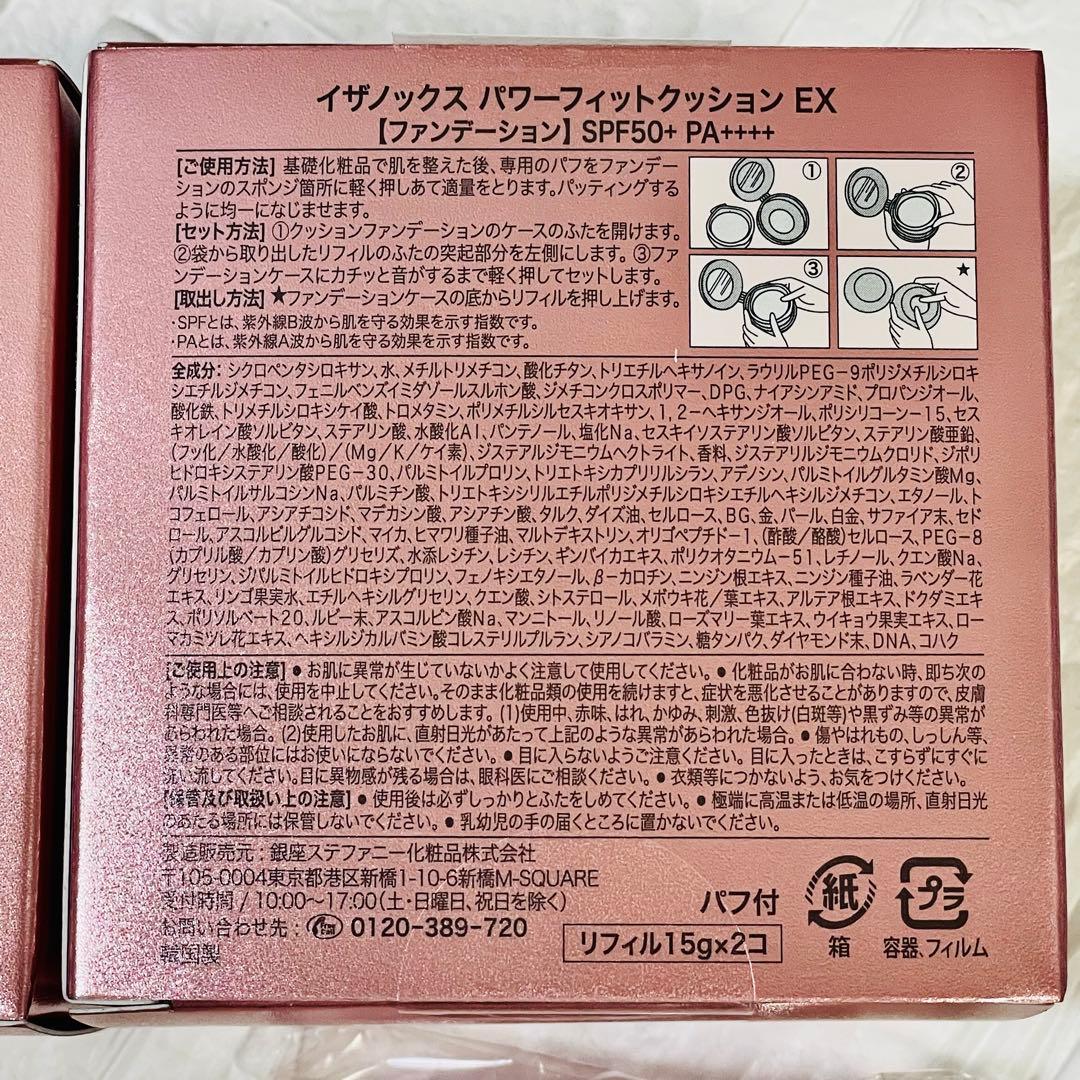 イザノックス パワーフィットクッション EX
【ファンデーション】 SPF50+ PA++++
[ご使用方法] 基礎化粧品で肌を整えた後、専用のパフをファンデー
ションのスポンジ箇所に軽く押しあて適量をとります。パッティングする
ように均一になじませます。
[セット方法] ①クッションファンデーションのケースのふたを開けます。
②袋から取り出したリフィルのふたの突起部分を左側にします。③ファ
ンデーションケースにカチッと音がするまで軽く押してセットします。
[取出し方法] ★ファンデーションケースの底からリフィルを押し上げます。
・SPFとは、紫外線B波から肌を守る効果を示す指数です。
・PAとは、紫外線A波から肌を守る効果を示す指数です。
①
②
③
★
全成分: シクロペンタシロキサン、水、メチルトリメチコン、酸化チタン、トリエチルヘキサノイン、ラウリルPEG-9ポリジメチルシロキ
シエチルジメチコン、フェニルベンズイミダゾールスルホン酸、ジメチコンクロスポリマー、DPG、ナイアシンアミド、プロパンジオール、
酸化鉄、トリメチルシロキシケイ酸、トロメタミン、ポリメチルシルセスキオキサン、1,2-ヘキサンジオール、ポリシリコーン-15、セス
キオレイン酸ソルビタン、ステアリン酸、水酸化Al、パンテノール、塩化Na、セスキイソステアリン酸ソルビタン、ステアリン酸亜鉛、
(フッ化/水酸化/酸化)/(Mg/K/ケイ素)、ジステアルジモニウムヘクトライト、香料、ジステアリルジモニウムクロリド、ジポリ
ヒドロキシステアリン酸PEG-30、パルミトイルプロリン、トリエトキシカプリリルシラン、アデノシン、パルミトイルグルタミン酸Mg、
パルミトイルサルコシンNa、パルミチン酸、トリエトキシシリルエチルポリジメチルシロキシエチルヘキシルジメチコン、エタノール、ト
コフェロール、アシアチコシド、マデカシン酸、アシアチン酸、タルク、ダイズ油、セルロース、BG、金、パール、白金、サファイア末、セド
ロール、アスコルビルグルコシド、マイカ、ヒマワリ種子油、マルトデキストリン、オリゴペプチド-1、(酢酸/酪酸)セルロース、PEG-8
(カプリル酸/カプリン酸)グリセリズ、水添レシチン、レシチン、ギンバイカエキス、ポリクオタニウム-51、レチノール、クエン酸Na、
グリセリン、ジパルミトイルヒドロキシプロリン、フェノキシエタノール、β-カロチン、ニンジン根エキス、ニンジン種子油、ラベンダー花
エキス、リンゴ果実水、エチルヘキシルグリセリン、クエン酸、シトステロール、メボウキ花/葉エキス、アルテア根エキス、ドクダミエキ
ス、ポリソルベート20、ルビー末、アスコルビン酸Na、マンニトール、リノール酸、ローズマリー葉エキス、ウイキョウ果実エキス、ロー
マカミツレ花エキス、ヘキシルジカルバミン酸コレステリルプルラン、シアノコバラミン、糖タンパク、ダイヤモンド末、DNA、コハク
[ご使用上の注意] ● お肌に異常が生じていないかよく注意して使用してください。● 化粧品がお肌に合わない時、即ち次の
ような場合には、使用を中止してください。そのまま化粧品類の使用を続けますと、症状を悪化させることがありますので、皮膚
科専門医等へご相談されることをおすすめします。(1)使用中、赤味、はれ、かゆみ、刺激、色抜け(白斑等)や黒ずみ等の異常が
あらわれた場合。(2)使用したお肌に、直射日光があたって上記のような異常があらわれた場合。● 傷やはれもの、しっしん等、
異常のある部位にはお使いにならないでください。● 目に入らないようご注意ください。目に入ったときは、こすらずにすぐに
洗い流してください。目に異物感が残る場合は、眼科医にご相談ください。● 衣類等につかないよう、お気をつけください。
[保管及び取扱い上の注意] ● 使用後は必ずしっかりとふたをしめてください。● 極端に高温または低温の場所、直射日光
のあたる場所には保管しないでください。● 乳幼児の手の届くところに置かないでください。
製造販売元:銀座ステファニー化粧品株式会社
〒105-0004東京都港区新橋1-10-6新橋M-SQUARE
受付時間/10:00〜17:00(土・日曜日、祝日を除く)
お問い合わせ先: 0120-389-720
韓国製
パフ付
リフィル15g×2コ
紙
箱
プラ
容器、フィルム